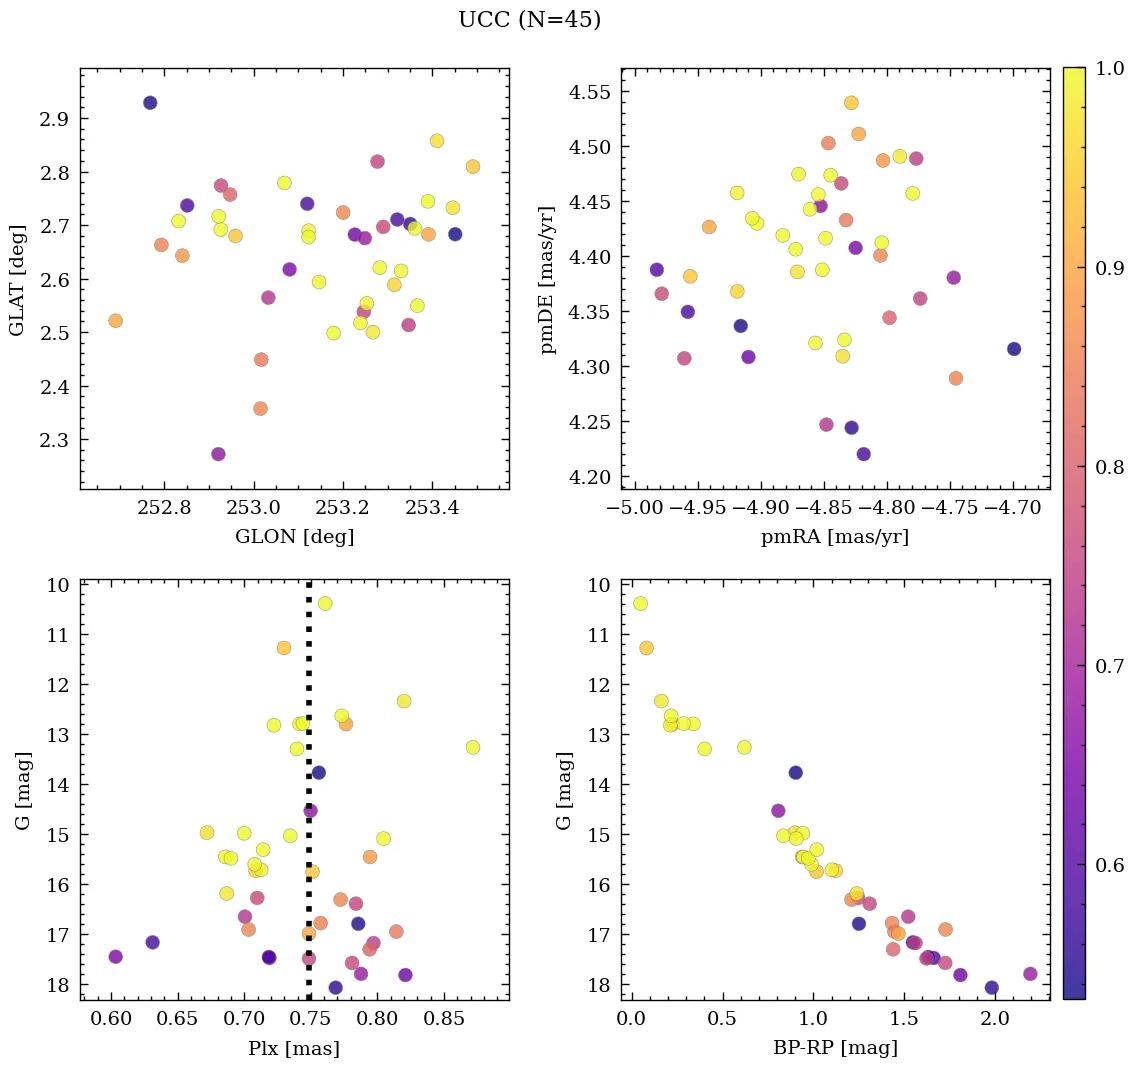 UCC (N=45)
2.9
2.8
2.7
2.6
2.5
2.4
2.3
GLAT [deg]
252.8 253.0 253.2 253.4
GLON [deg]
4.55
4.50
4.45
4.40
4.35
4.30
4.25
4.20
pmDE [mas/yr]
−5.00 −4.95 −4.90 −4.85 −4.80 −4.75 −4.70
pmRA [mas/yr]
1.0
0.9
0.8
0.7
0.6
10
11
12
13
14
15
16
17
18
G [mag]
0.60 0.65 0.70 0.75 0.80 0.85
Plx [mas]
10
11
12
13
14
15
16
17
18
G [mag]
0.0 0.5 1.0 1.5 2.0
BP-RP [mag]